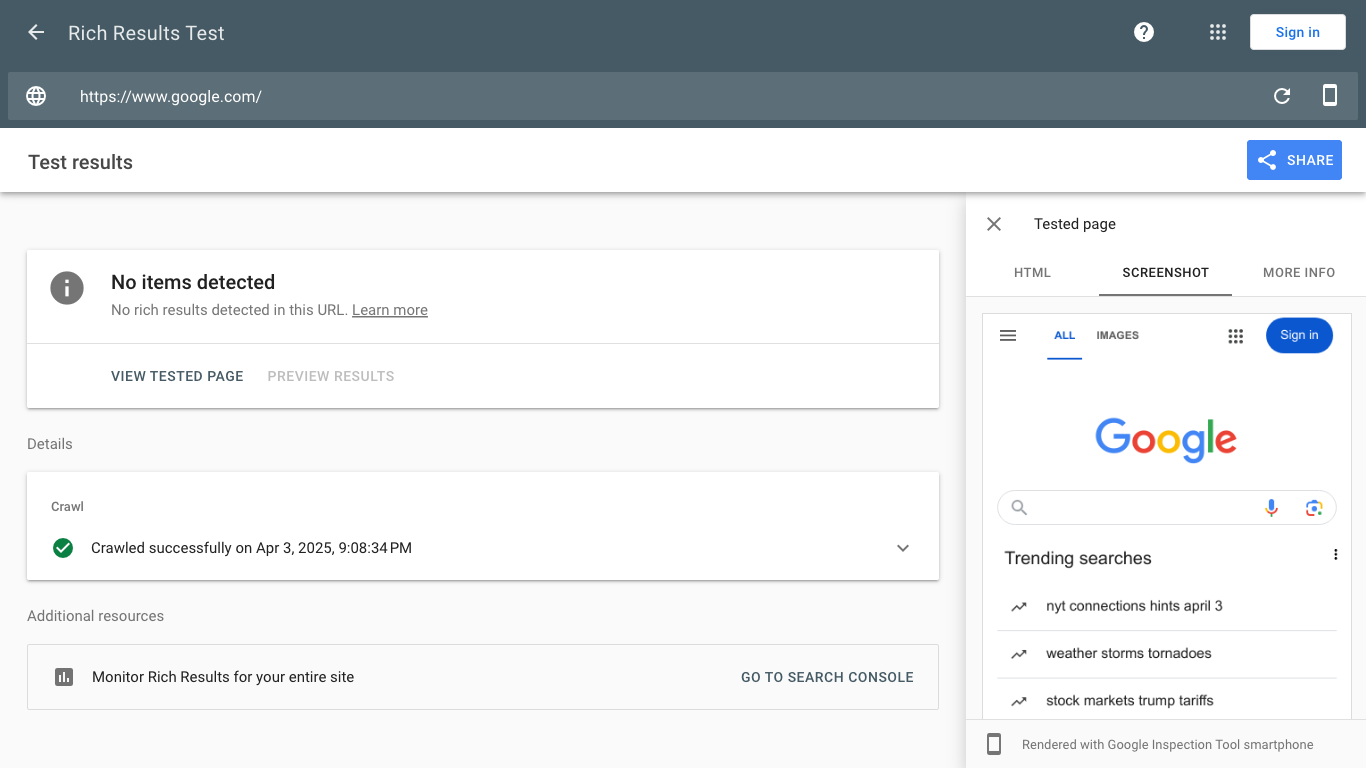 Rich Results Test
Sign in
https://www.google.com/
Test results
SHARE
No items detected
No rich results detected in this URL. Learn more
VIEW TESTED PAGE
PREVIEW RESULTS
Details
Crawl
Crawled successfully on Apr 3, 2025, 9:08:34 PM
Additional resources
Monitor Rich Results for your entire site
GO TO SEARCH CONSOLE
Tested page
HTML
SCREENSHOT
MORE INFO
ALL
IMAGES
Sign in
Google
Trending searches
nyt connections hints april 3
weather storms tornadoes
stock markets trump tariffs
Rendered with Google Inspection Tool smartphone